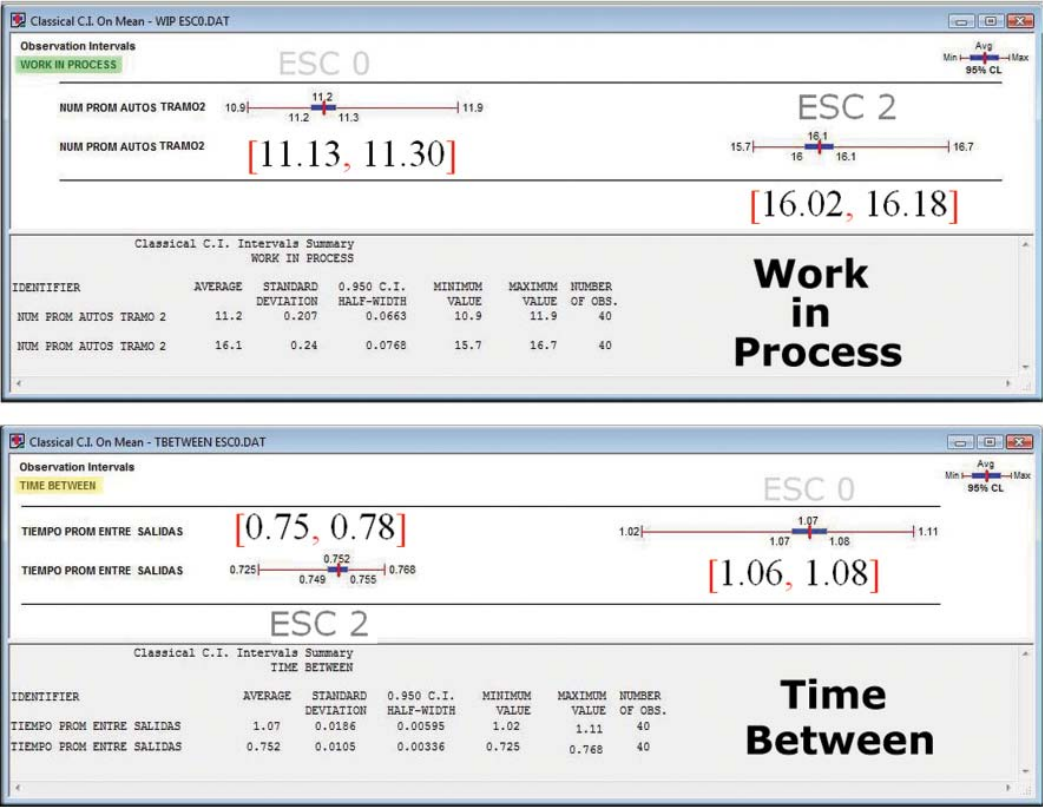 Classical C.I. On Mean - WIP ESC0.DAT
Observation Intervals
WORK IN PROCESS
ESC 0
Avg
Min Max
95% CL
NUM PROM AUTOS TRAMO2 10.9 11.2 11.9
11.2 11.3
ESC 2
NUM PROM AUTOS TRAMO2 [11.13, 11.30] 15.7 16.1 16.7
16 16.1
[16.02, 16.18]
Classical C.I. Intervals Summary
WORK IN PROCESS
IDENTIFIER AVERAGE STANDARD 0.950 C.I. MINIMUM MAXIMUM NUMBER
DEVIATION HALF-WIDTH VALUE VALUE OF OBS.
NUM PROM AUTOS TRAMO 2 11.2 0.207 0.0663 10.9 11.9 40
NUM PROM AUTOS TRAMO 2 16.1 0.24 0.0768 15.7 16.7 40
Work
in
Process
Classical C.I. On Mean - TBETWEEN ESC0.DAT
Observation Intervals
TIME BETWEEN
ESC 0
Avg
Min Max
95% CL
TIEMPO PROM ENTRE SALIDAS [0.75, 0.78] 1.02 1.07 1.11
1.07 1.08
TIEMPO PROM ENTRE SALIDAS 0.725 0.752 0.768
0.749 0.755
[1.06, 1.08]
ESC 2
Classical C.I. Intervals Summary
TIME BETWEEN
IDENTIFIER AVERAGE STANDARD 0.950 C.I. MINIMUM MAXIMUM NUMBER
DEVIATION HALF-WIDTH VALUE VALUE OF OBS.
TIEMPO PROM ENTRE SALIDAS 1.07 0.0186 0.00595 1.02 1.11 40
TIEMPO PROM ENTRE SALIDAS 0.752 0.0105 0.00336 0.725 0.768 40
Time
Between